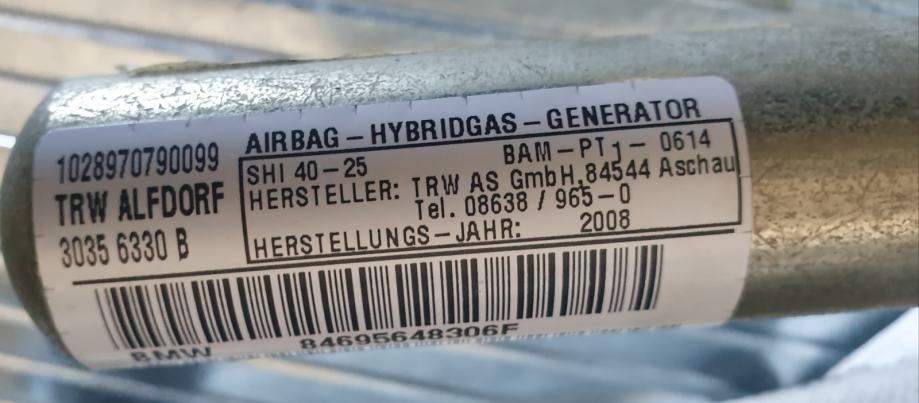 AIRBAG-HYBRIDGAS-GENERATOR
1028970790099
TRW ALFDORF
3035 6330 B
SHI 40-25 BAM-PT1- 0614
HERSTELLER: TRW AS GmbH,84544 Aschau
Tel. 08638 / 965-0
HERSTELLUNGS-JAHR: 2008
84695648306F
BMW